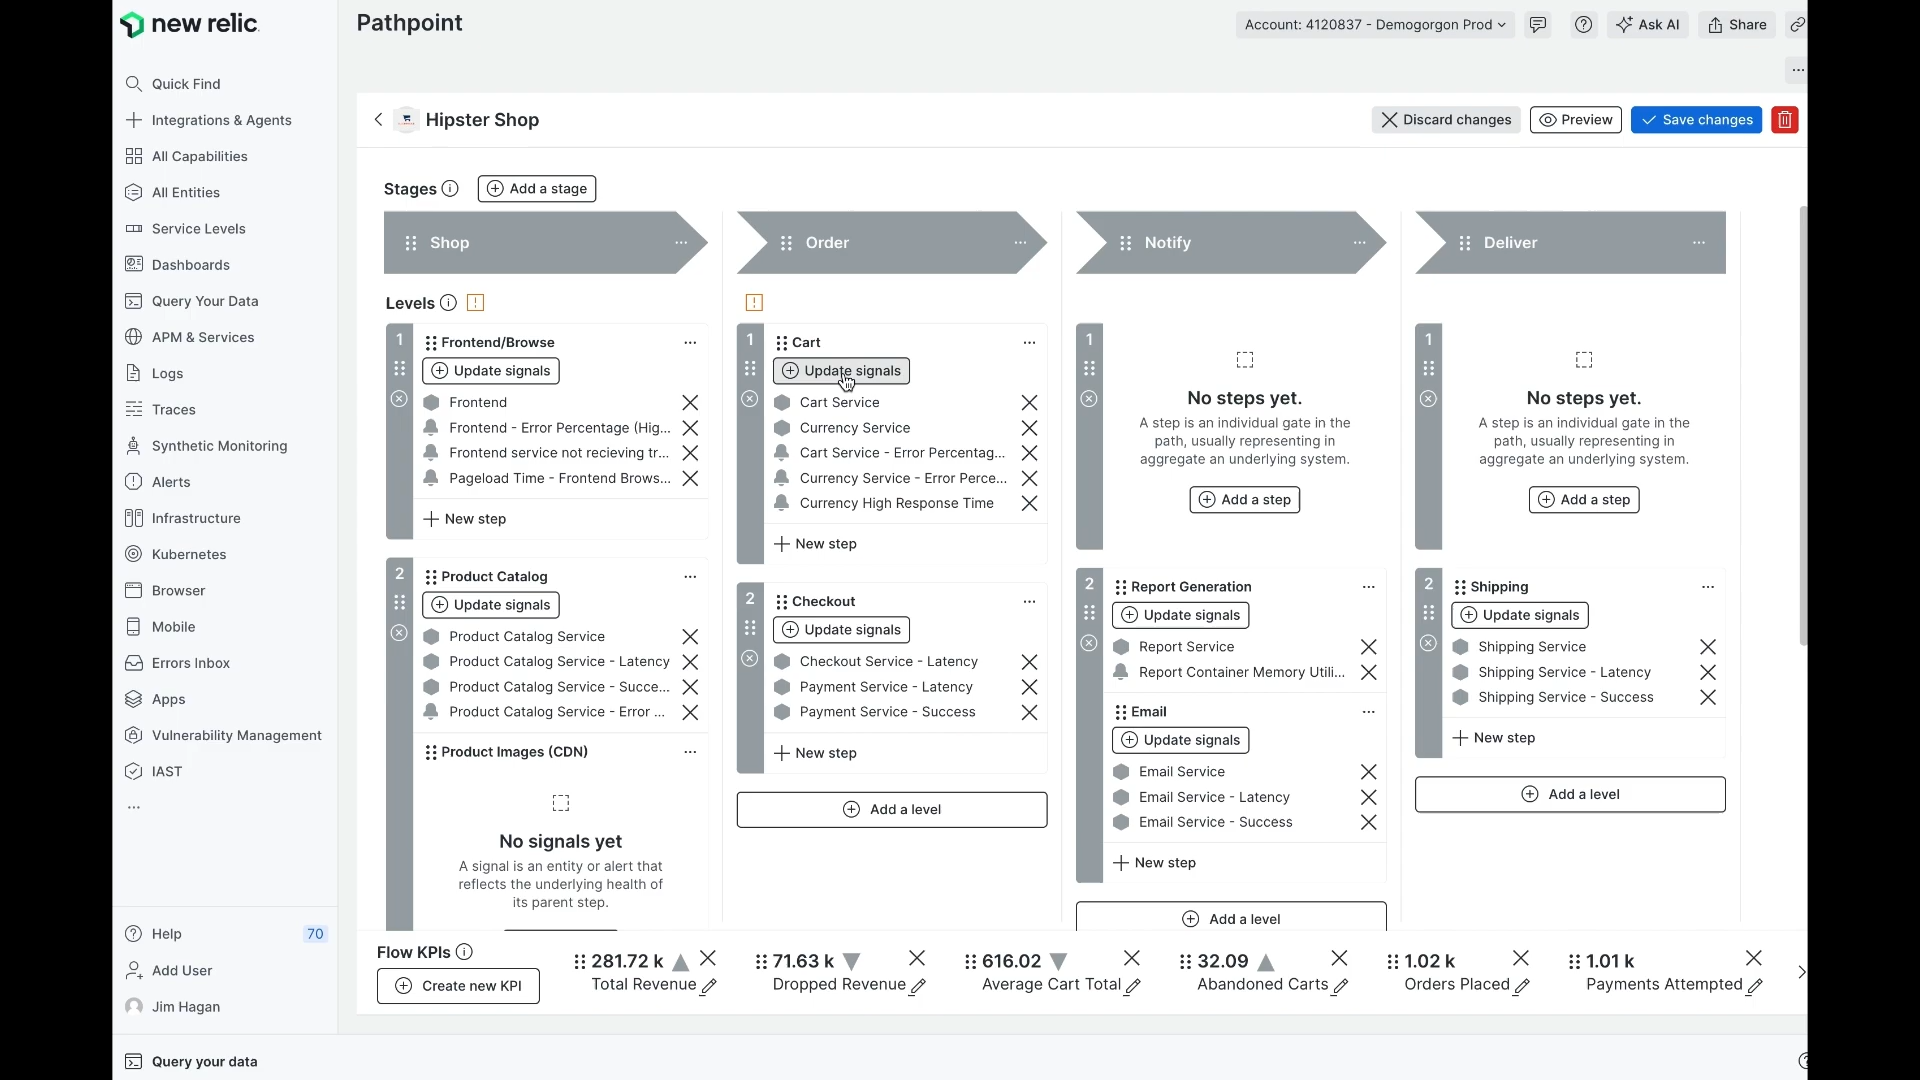 new relic
Pathpoint
Account: 4120837 - Demogorgon Prod
Ask AI
Share
Quick Find
Integrations & Agents
All Capabilities
All Entities
Service Levels
Dashboards
Query Your Data
APM & Services
Logs
Traces
Synthetic Monitoring
Alerts
Infrastructure
Kubernetes
Browser
Mobile
Errors Inbox
Apps
Vulnerability Management
IAST
...
Help
70
Add User
Jim Hagan
Query your data
Hipster Shop
Discard changes
Preview
Save changes
Stages
Add a stage
Shop
Order
Notify
Deliver
Levels
1
Frontend/Browse
Update signals
Frontend
Frontend - Error Percentage (Hig...
Frontend service not recieving tr...
Pageload Time - Frontend Brows...
New step
2
Product Catalog
Update signals
Product Catalog Service
Product Catalog Service - Latency
Product Catalog Service - Succe...
Product Catalog Service - Error ...
Product Images (CDN)
No signals yet
A signal is an entity or alert that
reflects the underlying health of
its parent step.
1
Cart
Update signals
Cart Service
Currency Service
Cart Service - Error Percentag...
Currency Service - Error Perce...
Currency High Response Time
New step
2
Checkout
Update signals
Checkout Service - Latency
Payment Service - Latency
Payment Service - Success
New step
Add a level
1
No steps yet.
A step is an individual gate in the
path, usually representing in
aggregate an underlying system.
Add a step
2
Report Generation
Update signals
Report Service
Report Container Memory Utili...
Email
Update signals
Email Service
Email Service - Latency
Email Service - Success
New step
Add a level
1
No steps yet.
A step is an individual gate in the
path, usually representing in
aggregate an underlying system.
Add a step
2
Shipping
Update signals
Shipping Service
Shipping Service - Latency
Shipping Service - Success
New step
Add a level
Flow KPIs
Create new KPI
281.72 k
Total Revenue
71.63 k
Dropped Revenue
616.02
Average Cart Total
32.09
Abandoned Carts
1.02 k
Orders Placed
1.01 k
Payments Attempted